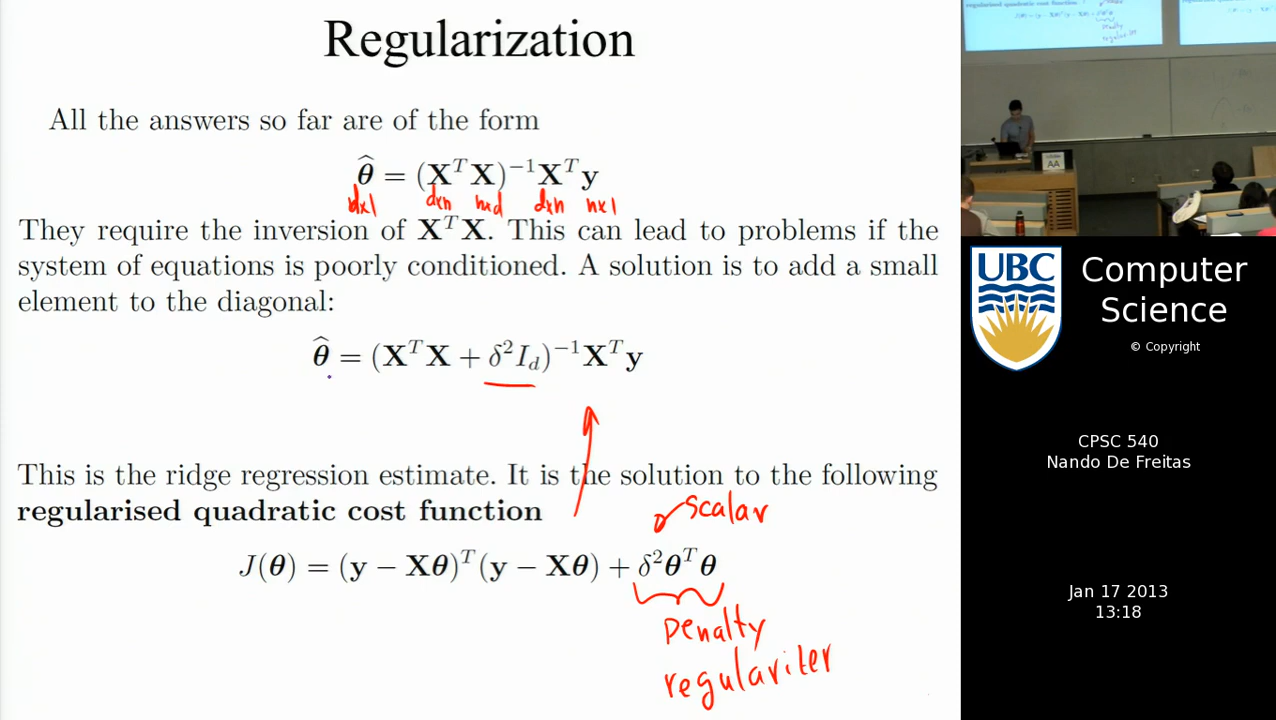 Regularization
All the answers so far are of the form
θ̂ = (XᵀX)⁻¹Xᵀy
dx1 dxn nxd dxn nx1
They require the inversion of XᵀX. This can lead to problems if the
system of equations is poorly conditioned. A solution is to add a small
element to the diagonal:
θ̂ = (XᵀX + δ²I_d)⁻¹Xᵀy
This is the ridge regression estimate. It is the solution to the following
regularised quadratic cost function
scalar
J(θ) = (y − Xθ)ᵀ(y − Xθ) + δ²θᵀθ
Penalty
regularizer
AA
UBC
Computer
Science
© Copyright
CPSC 540
Nando De Freitas
Jan 17 2013
13:18